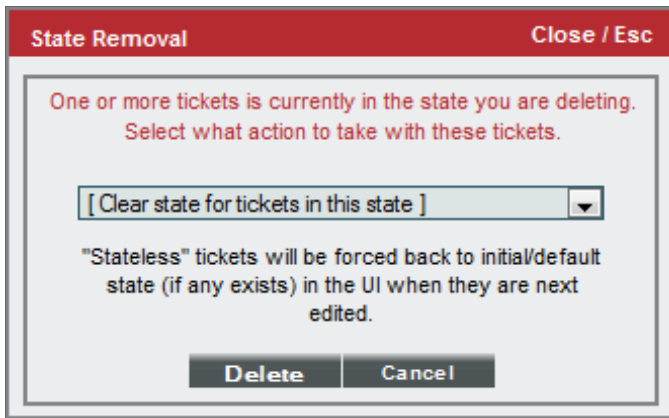 State Removal
Close / Esc
One or more tickets is currently in the state you are deleting.
Select what action to take with these tickets.
[ Clear state for tickets in this state ]
"Stateless" tickets will be forced back to initial/default
state (if any exists) in the UI when they are next
edited.
Delete
Cancel